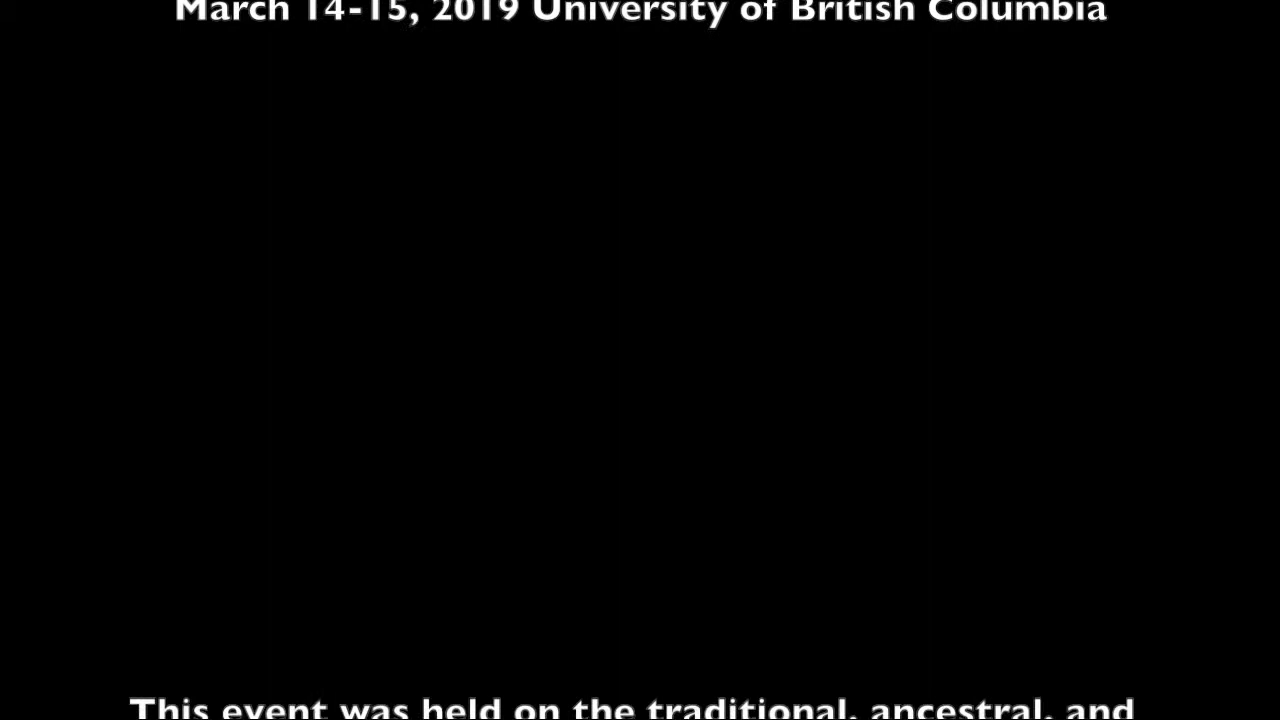 March 14-15, 2019 University of British Columbia
This event was held on the traditional, ancestral, and